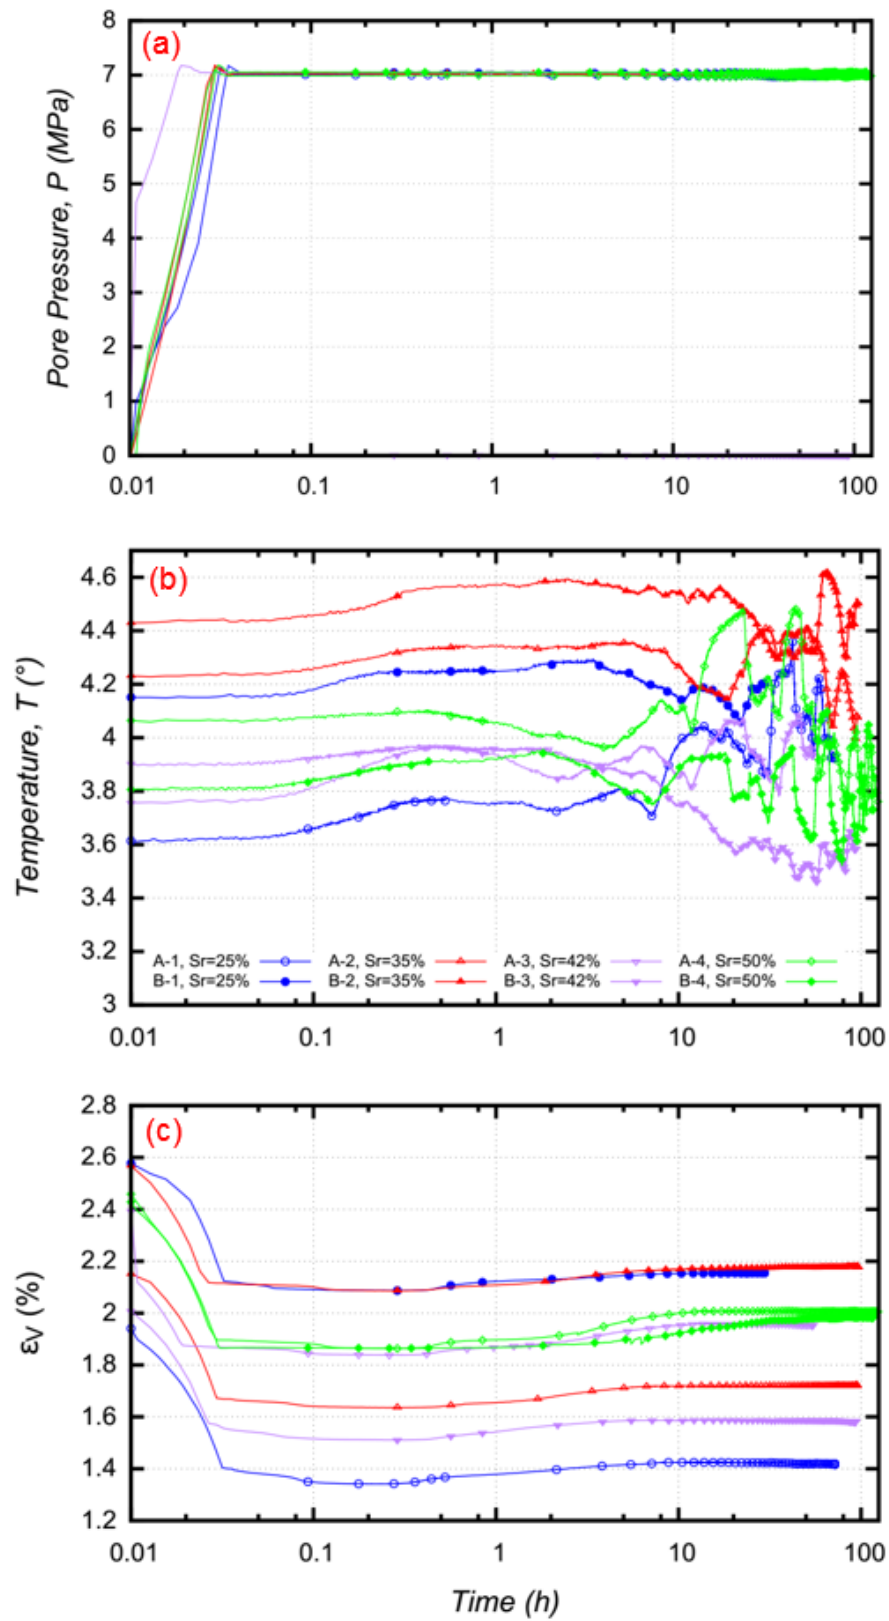 (a)
8
7
6
5
4
3
2
1
0
Pore Pressure, P (MPa)
0.01 0.1 1 10 100
(b)
4.6
4.4
4.2
4
3.8
3.6
3.4
3.2
3
Temperature, T (°)
A-1, Sr=25% A-2, Sr=35% A-3, Sr=42% A-4, Sr=50%
B-1, Sr=25% B-2, Sr=35% B-3, Sr=42% B-4, Sr=50%
0.01 0.1 1 10 100
(c)
2.8
2.6
2.4
2.2
2
1.8
1.6
1.4
1.2
εV (%)
0.01 0.1 1 10 100
Time (h)